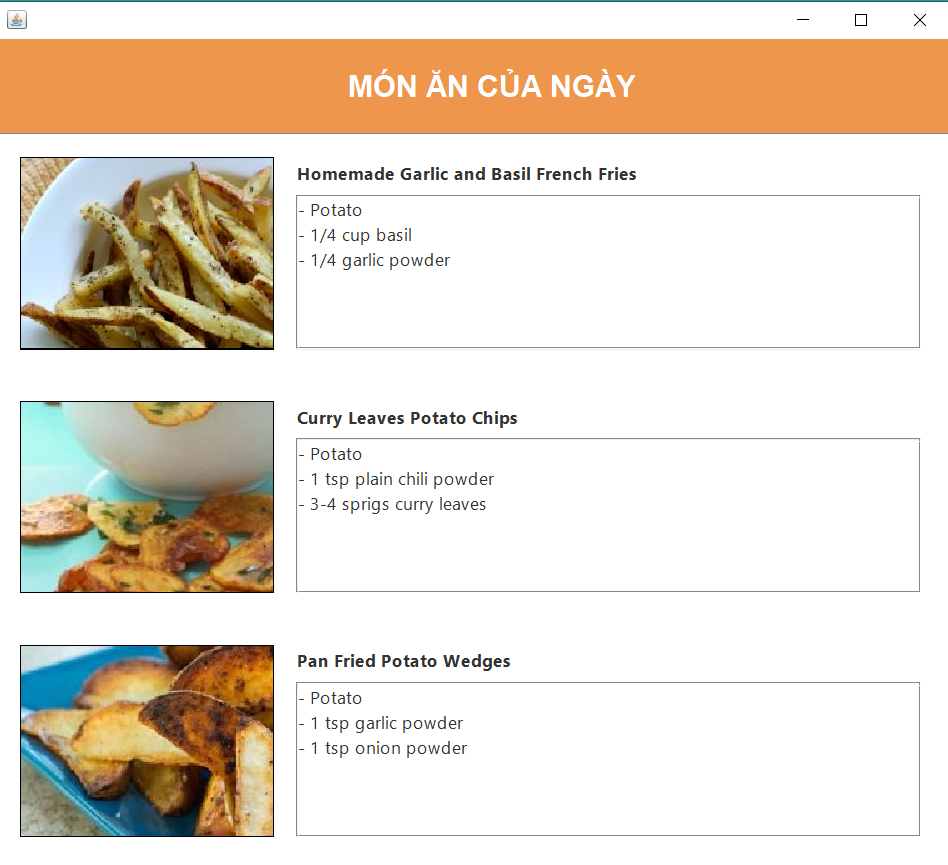 MÓN ĂN CỦA NGÀY
Homemade Garlic and Basil French Fries
- Potato
- 1/4 cup basil
- 1/4 garlic powder
Curry Leaves Potato Chips
- Potato
- 1 tsp plain chili powder
- 3-4 sprigs curry leaves
Pan Fried Potato Wedges
- Potato
- 1 tsp garlic powder
- 1 tsp onion powder